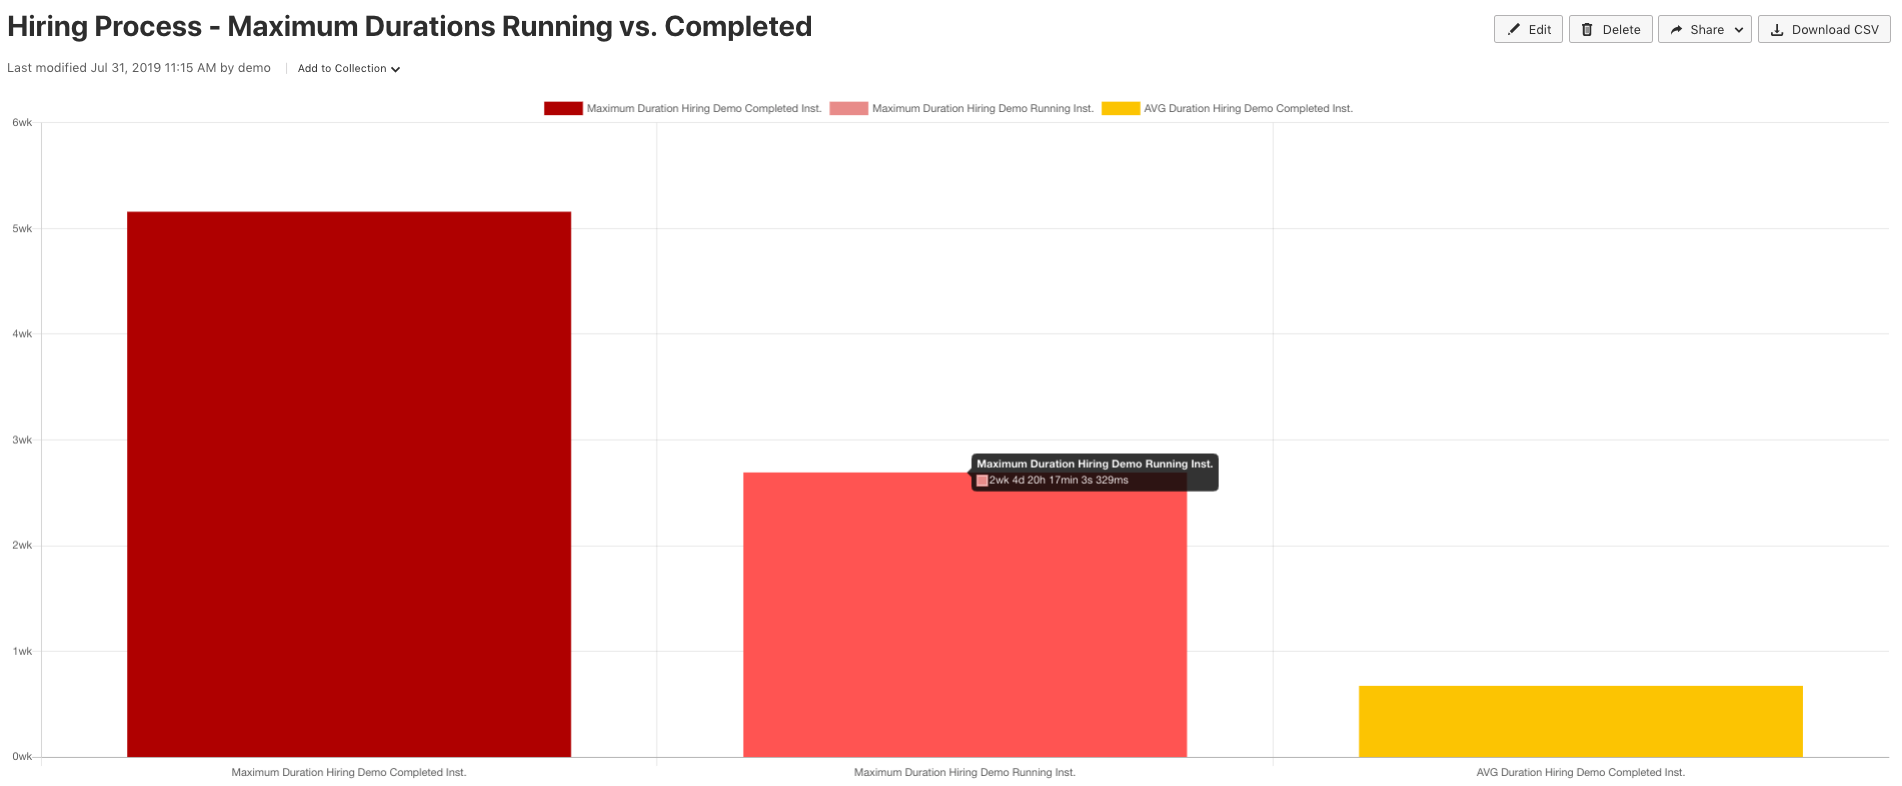 Hiring Process - Maximum Durations Running vs. Completed
Edit
Delete
Share
Download CSV
Last modified Jul 31, 2019 11:15 AM by demo
Add to Collection
Maximum Duration Hiring Demo Completed Inst.
Maximum Duration Hiring Demo Running Inst.
AVG Duration Hiring Demo Completed Inst.
6wk
5wk
4wk
3wk
2wk
1wk
0wk
Maximum Duration Hiring Demo Running Inst.
2wk 4d 20h 17min 3s 329ms
Maximum Duration Hiring Demo Completed Inst.
Maximum Duration Hiring Demo Running Inst.
AVG Duration Hiring Demo Completed Inst.